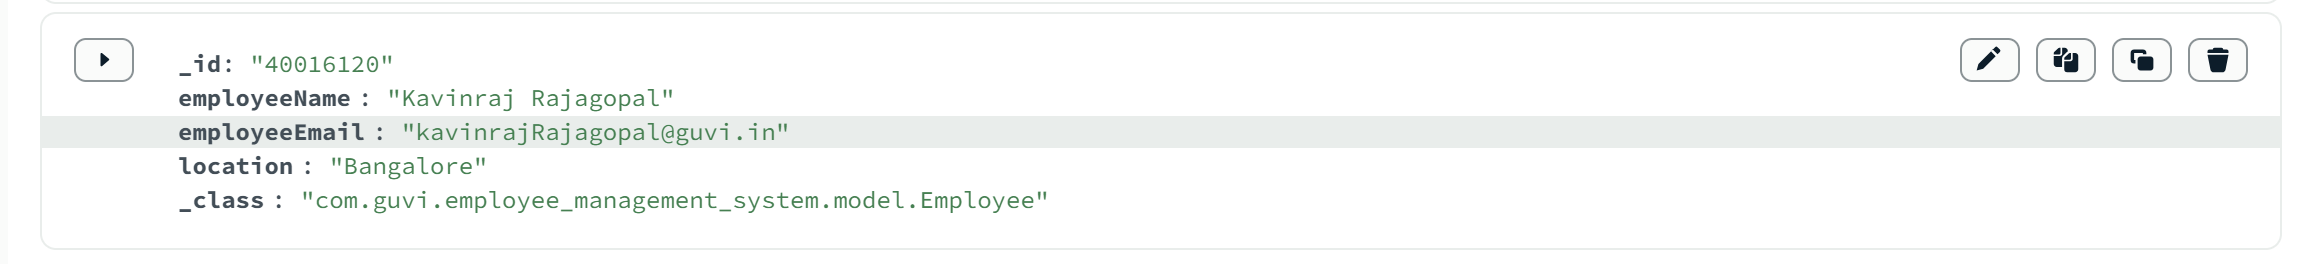 _id: "40016120"
employeeName : "Kavinraj Rajagopal"
employeeEmail : "kavinrajRajagopal@guvi.in"
location : "Bangalore"
_class : "com.guvi.employee_management_system.model.Employee"